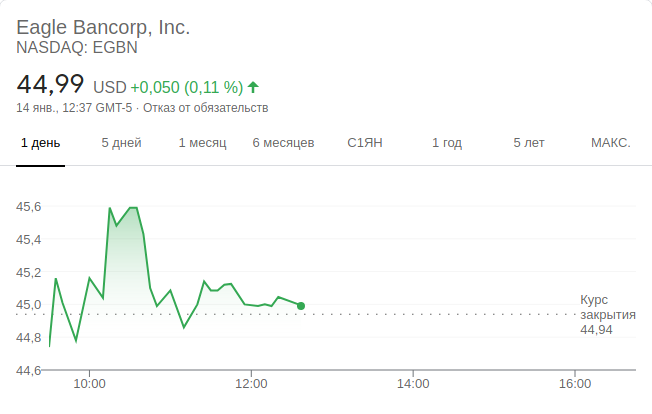 Eagle Bancorp, Inc.
NASDAQ: EGBN
44,99 USD +0,050 (0,11 %)
14 янв., 12:37 GMT-5 · Отказ от обязательств
1 день 5 дней 1 месяц 6 месяцев С1ЯН 1 год 5 лет МАКС.
45,6
45,4
45,2
45,0
Курс
закрытия
44,94
44,8
44,6
10:00 12:00 14:00 16:00